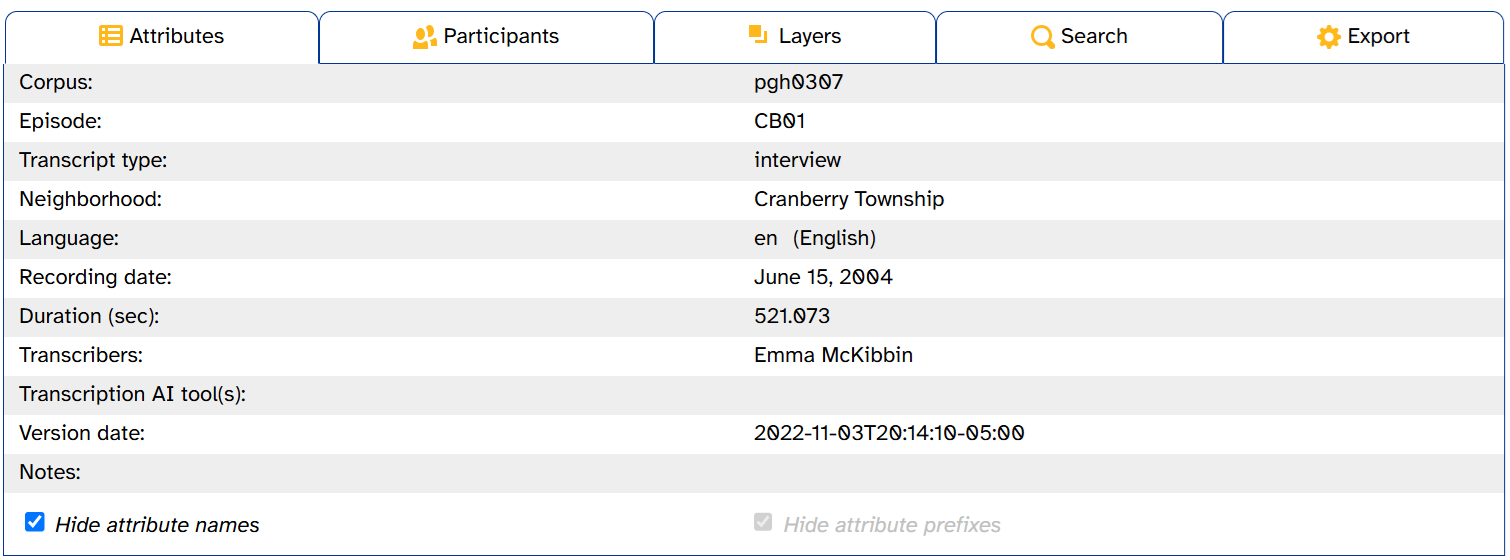 Attributes Participants Layers Search Export
Corpus: pgh0307
Episode: CB01
Transcript type: interview
Neighborhood: Cranberry Township
Language: en (English)
Recording date: June 15, 2004
Duration (sec): 521.073
Transcribers: Emma McKibbin
Transcription AI tool(s):
Version date: 2022-11-03T20:14:10-05:00
Notes:
Hide attribute names Hide attribute prefixes